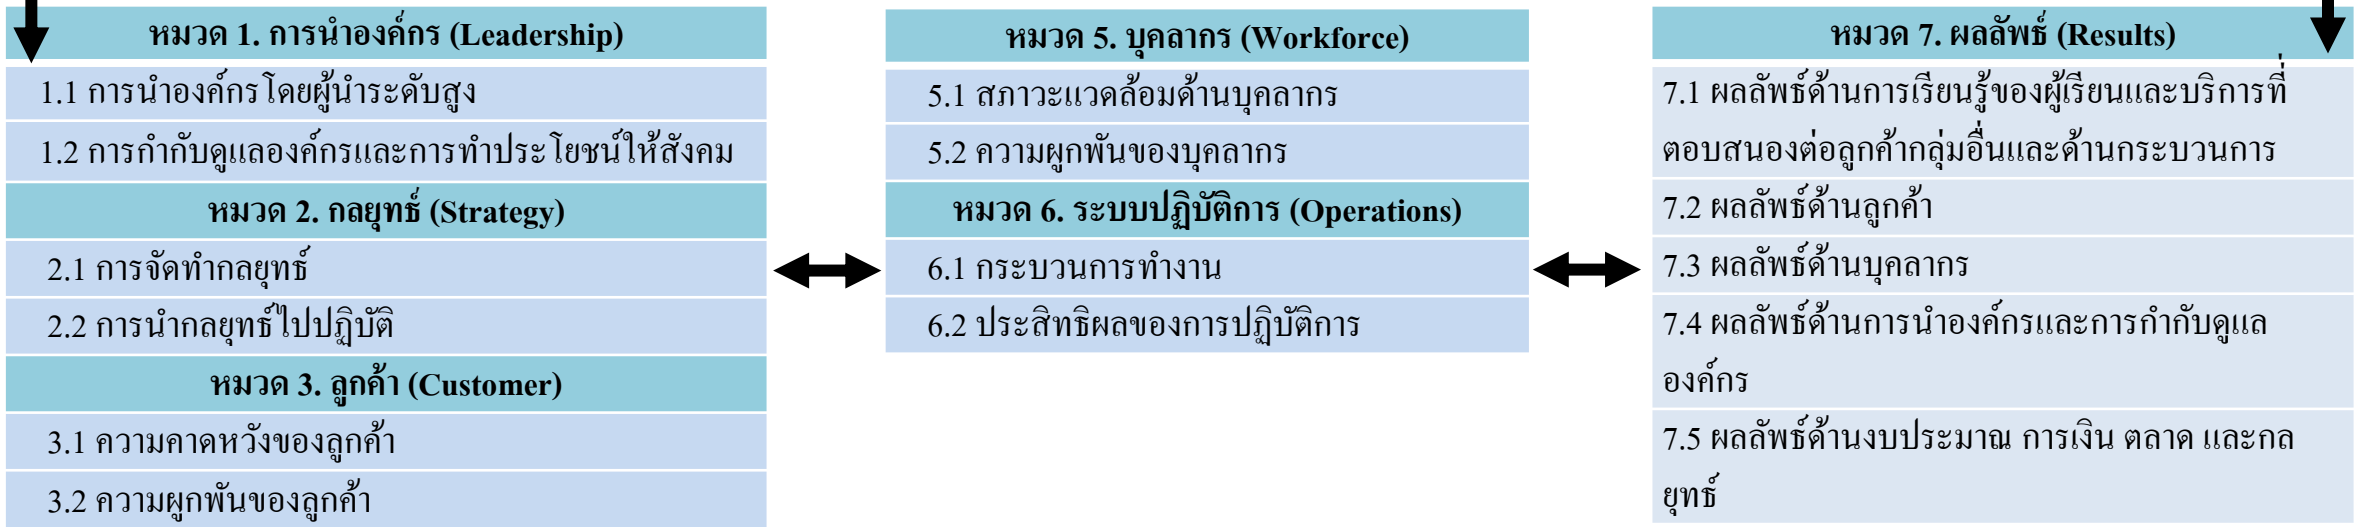 หมวด 1. การนำองค์กร (Leadership)
1.1 การนำองค์กรโดยผู้นำระดับสูง
1.2 การกำกับดูแลองค์กรและการทำประโยชน์ให้สังคม
หมวด 2. กลยุทธ์ (Strategy)
2.1 การจัดทำกลยุทธ์
2.2 การนำกลยุทธ์ไปปฏิบัติ
หมวด 3. ลูกค้า (Customer)
3.1 ความคาดหวังของลูกค้า
3.2 ความผูกพันของลูกค้า
หมวด 5. บุคลากร (Workforce)
5.1 สภาวะแวดล้อมด้านบุคลากร
5.2 ความผูกพันของบุคลากร
หมวด 6. ระบบปฏิบัติการ (Operations)
6.1 กระบวนการทำงาน
6.2 ประสิทธิผลของการปฏิบัติการ
หมวด 7. ผลลัพธ์ (Results)
7.1 ผลลัพธ์ด้านการเรียนรู้ของผู้เรียนและบริการที่
ตอบสนองต่อลูกค้ากลุ่มอื่นและด้านกระบวนการ
7.2 ผลลัพธ์ด้านลูกค้า
7.3 ผลลัพธ์ด้านบุคลากร
7.4 ผลลัพธ์ด้านการนำองค์กรและการกำกับดูแล
องค์กร
7.5 ผลลัพธ์ด้านงบประมาณ การเงิน ตลาด และกล
ยุทธ์